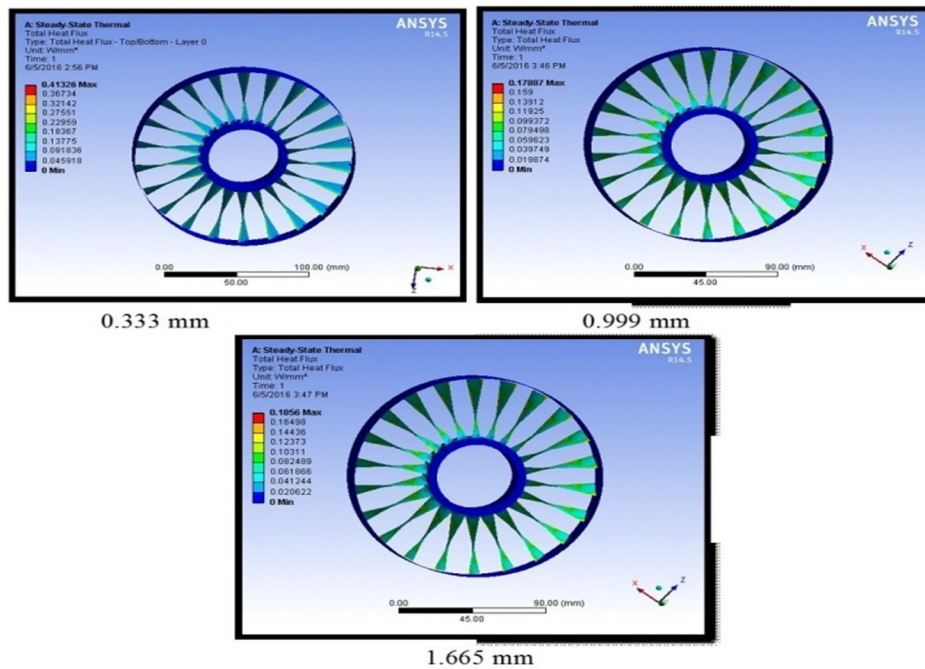 A: Steady-State Thermal
Total Heat Flux
Type: Total Heat Flux - Top/Bottom - Layer 0
Unit: W/mm²
Time: 1
6/5/2016 2:56 PM
0.41326 Max
0.36734
0.32142
0.27551
0.22959
0.18367
0.13775
0.091836
0.045918
0 Min
ANSYS
R14.5
0.00
100.00 (mm)
50.00
X
Z
0.333 mm
A: Steady-State Thermal
Total Heat Flux
Type: Total Heat Flux
Unit: W/mm²
Time: 1
6/5/2016 3:46 PM
0.17887 Max
0.159
0.13912
0.11925
0.099372
0.079498
0.059623
0.039749
0.019874
0 Min
ANSYS
R14.5
0.00
90.00 (mm)
45.00
X
Z
0.999 mm
A: Steady-State Thermal
Total Heat Flux
Type: Total Heat Flux
Unit: W/mm²
Time: 1
6/5/2016 3:47 PM
0.1856 Max
0.16498
0.14436
0.12373
0.10311
0.082489
0.061866
0.041244
0.020622
0 Min
ANSYS
R14.5
0.00
90.00 (mm)
45.00
X
Z
1.665 mm